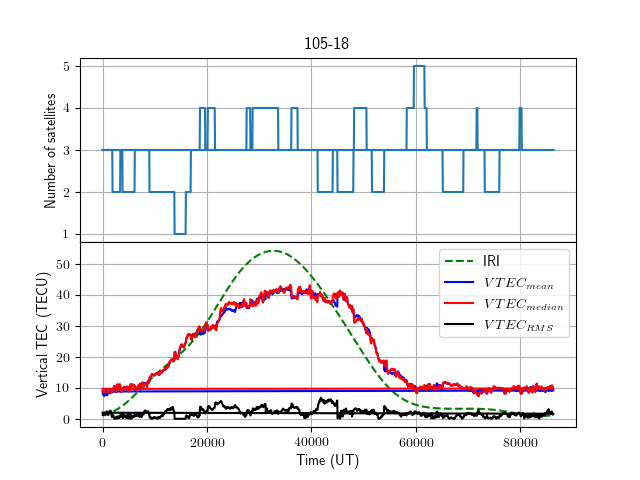 105-18
Number of satellites
5
4
3
2
1
Vertical TEC (TECU)
50
40
30
20
10
0
IRI
VTEC_mean
VTEC_median
VTEC_RMS
0 20000 40000 60000 80000
Time (UT)